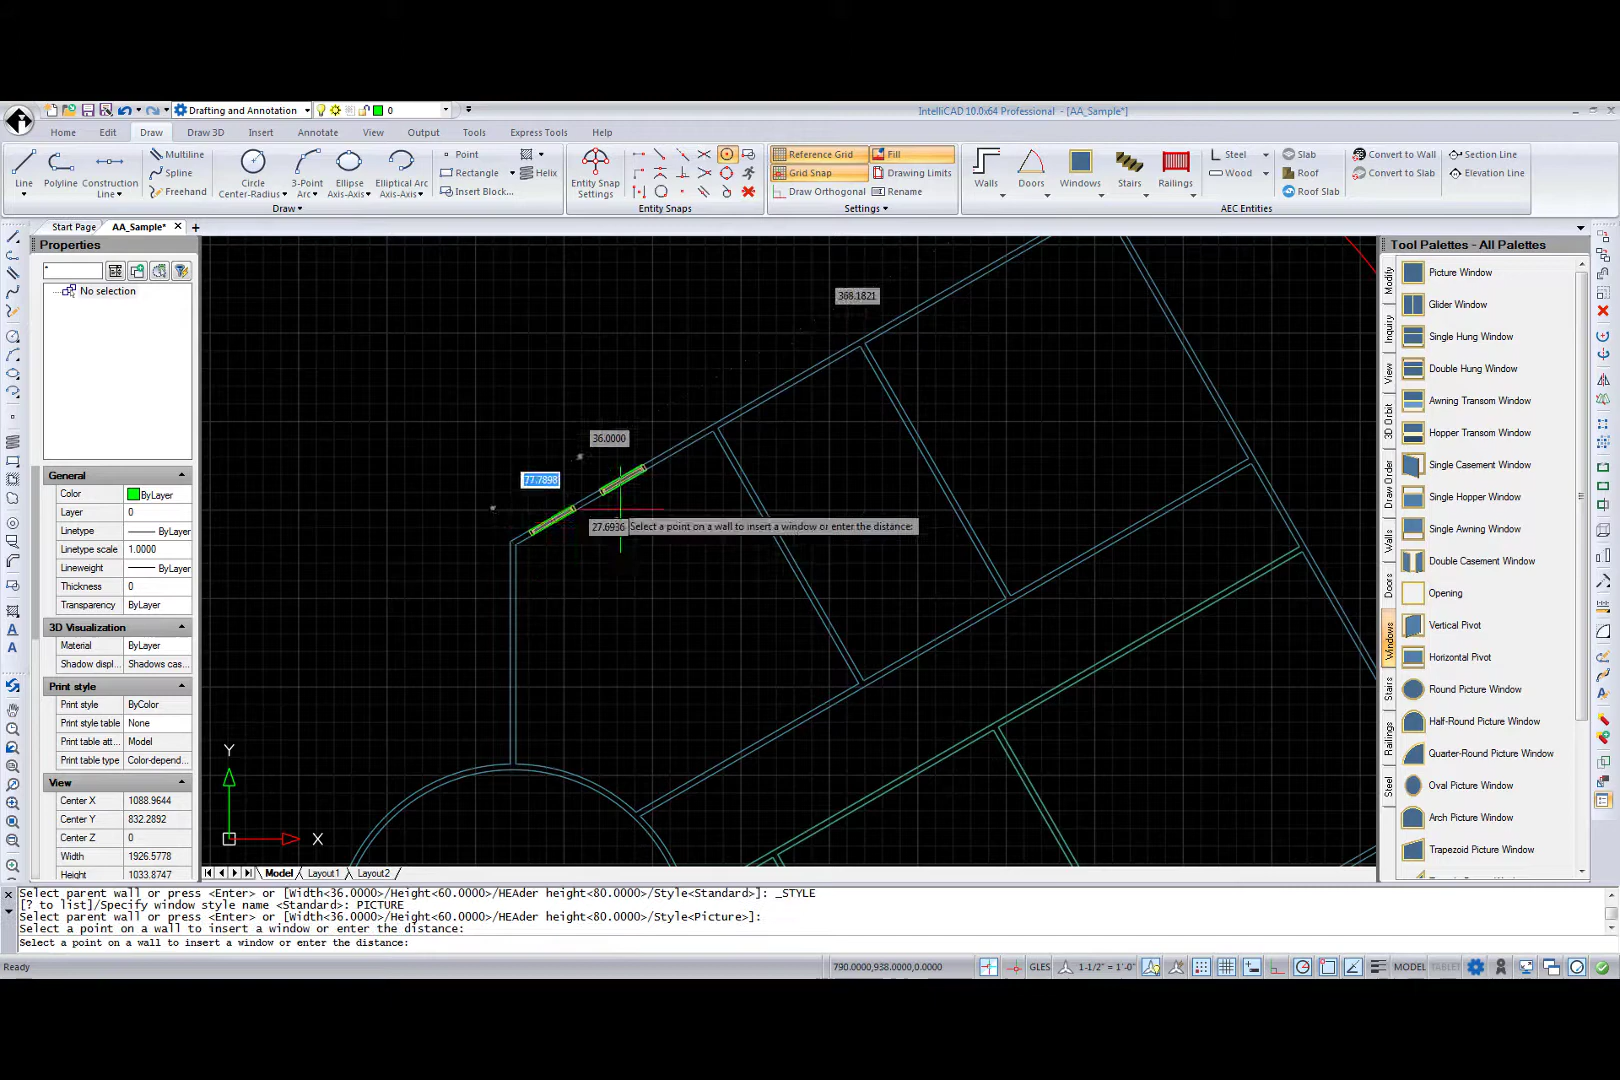 Drafting and Annotation
0
IntelliCAD 10.0x64 Professional - [AA_Sample*]
Home Edit Draw Draw 3D Insert Annotate View Output Tools Express Tools Help
Line
Polyline
Construction Line
Multiline
Spline
Freehand
Circle Center-Radius
3-Point Arc
Ellipse Axis-Axis
Elliptical Arc Axis-Axis
Point
Rectangle
Helix
Insert Block...
Draw
Entity Snap Settings
Entity Snaps
Reference Grid
Grid Snap
Draw Orthogonal
Fill
Drawing Limits
Rename
Settings
Walls
Doors
Windows
Stairs
Railings
Steel
Wood
Slab
Roof
Roof Slab
Convert to Wall
Convert to Slab
Section Line
Elevation Line
AEC Entities
Start Page
AA_Sample*
Properties
*
No selection
General
Color ByLayer
Layer 0
Linetype ByLayer
Linetype scale 1.0000
Lineweight ByLayer
Thickness 0
Transparency ByLayer
3D Visualization
Material ByLayer
Shadow displ... Shadows cas...
Print style
Print style ByColor
Print style table None
Print table att... Model
Print table type Color-depend...
View
Center X 1088.9644
Center Y 832.2892
Center Z 0
Width 1926.5778
Height 1033.8747
368.1821
36.0000
77.7898
27.6936
Select a point on a wall to insert a window or enter the distance:
Y
X
Tool Palettes - All Palettes
Modify
Inquiry
View
3D Orbit
Draw Order
Walls
Doors
Windows
Stairs
Railings
Steel
Picture Window
Glider Window
Single Hung Window
Double Hung Window
Awning Transom Window
Hopper Transom Window
Single Casement Window
Single Hopper Window
Single Awning Window
Double Casement Window
Opening
Vertical Pivot
Horizontal Pivot
Round Picture Window
Half-Round Picture Window
Quarter-Round Picture Window
Oval Picture Window
Arch Picture Window
Trapezoid Picture Window
Model Layout1 Layout2
Select parent wall or press <Enter> or [Width<36.0000>/Height<60.0000>/HEAder height<80.0000>/Style<Standard>]: _STYLE
[? to list]/Specify window style name <Standard>: PICTURE
Select parent wall or press <Enter> or [Width<36.0000>/Height<60.0000>/HEAder height<80.0000>/Style<Picture>]:
Select a point on a wall to insert a window or enter the distance:
Select a point on a wall to insert a window or enter the distance:
Ready
790.0000,938.0000,0.0000
GLES
1-1/2" = 1'-0"
MODEL
TABLET